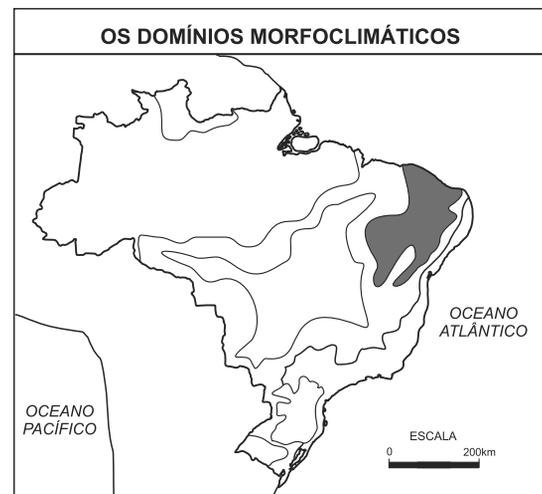 OS DOMÍNIOS MORFOCLIMÁTICOS
OCEANO
ATLÂNTICO
OCEANO
PACÍFICO
ESCALA
0 200km